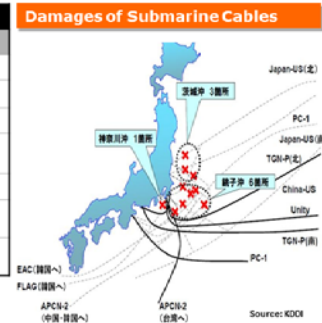 Damages of Submarine Cables
茨城沖 3箇所
Japan-US(北)
神奈川沖 1箇所
PC-1
Japan-US(南)
TGN-P(北)
銚子沖 6箇所
China-US
Unity
TGN-P(南)
PC-1
EAC(韓国へ)
FLAG(韓国へ)
APCN-2
(中国・韓国へ)
APCN-2
(台湾へ)
Source: KDDI